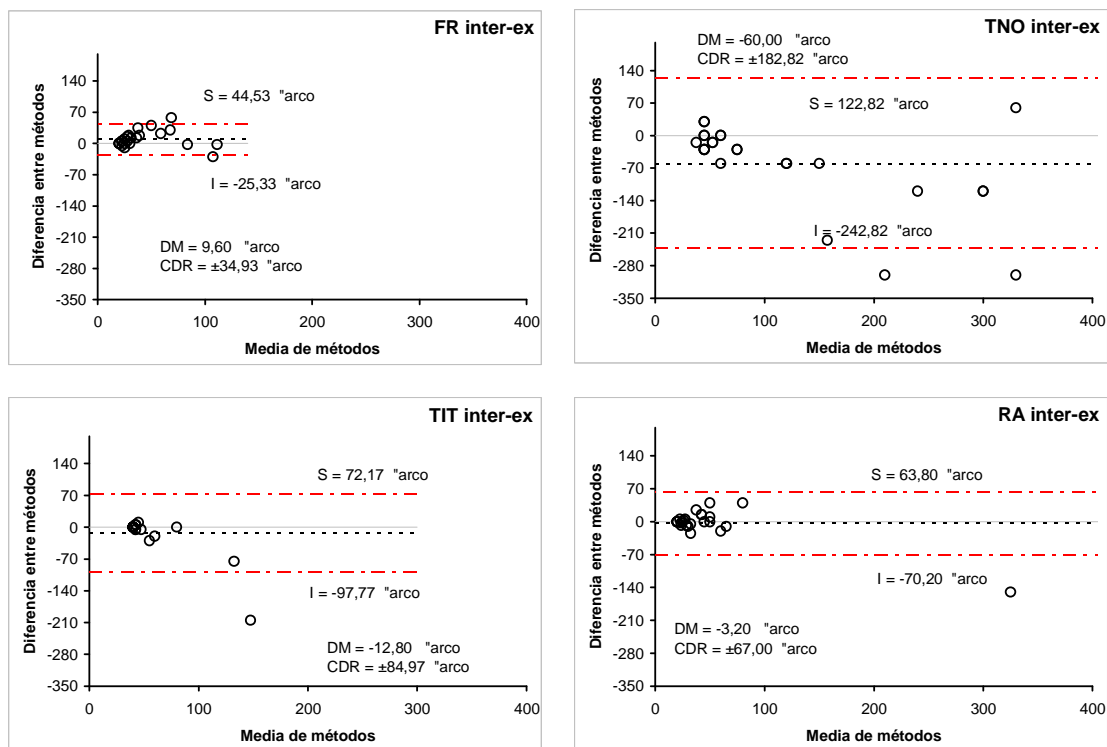 FR inter-ex
Diferencia entre métodos
140
70
0
-70
-140
-210
-280
-350
S = 44,53 "arco
I = -25,33 "arco
DM = 9,60 "arco
CDR = ±34,93 "arco
0 100 200 300 400
Media de métodos
TNO inter-ex
DM = -60,00 "arco
CDR = ±182,82 "arco
Diferencia entre métodos
140
70
0
-70
-140
-210
-280
-350
S = 122,82 "arco
I = -242,82 "arco
0 100 200 300 400
Media de métodos
TIT inter-ex
Diferencia entre métodos
140
70
0
-70
-140
-210
-280
-350
S = 72,17 "arco
I = -97,77 "arco
DM = -12,80 "arco
CDR = ±84,97 "arco
0 100 200 300 400
Media de métodos
RA inter-ex
Diferencia entre métodos
140
70
0
-70
-140
-210
-280
-350
S = 63,80 "arco
I = -70,20 "arco
DM = -3,20 "arco
CDR = ±67,00 "arco
0 100 200 300 400
Media de métodos